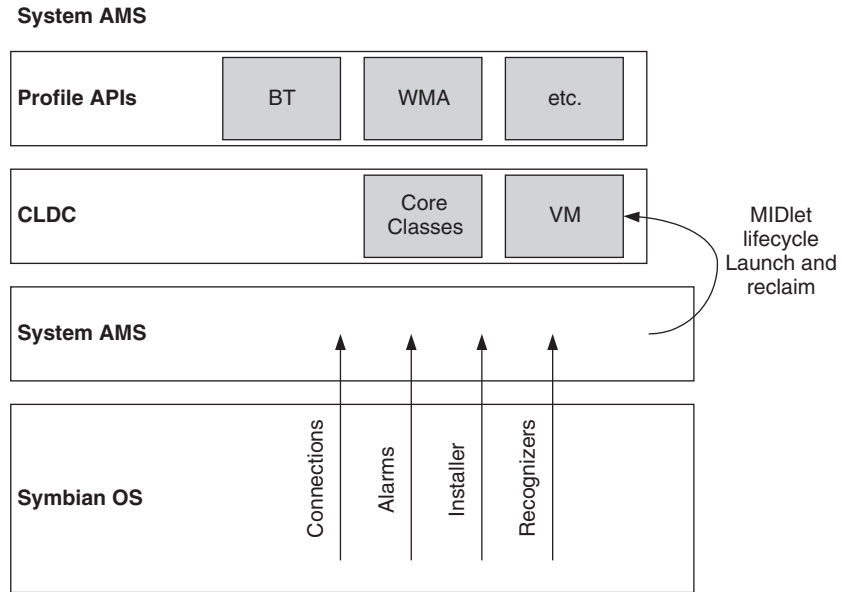 System AMS
Profile APIs
BT
WMA
etc.
CLDC
Core
Classes
VM
MIDlet
lifecycle
Launch and
reclaim
System AMS
Symbian OS
Connections
Alarms
Installer
Recognizers